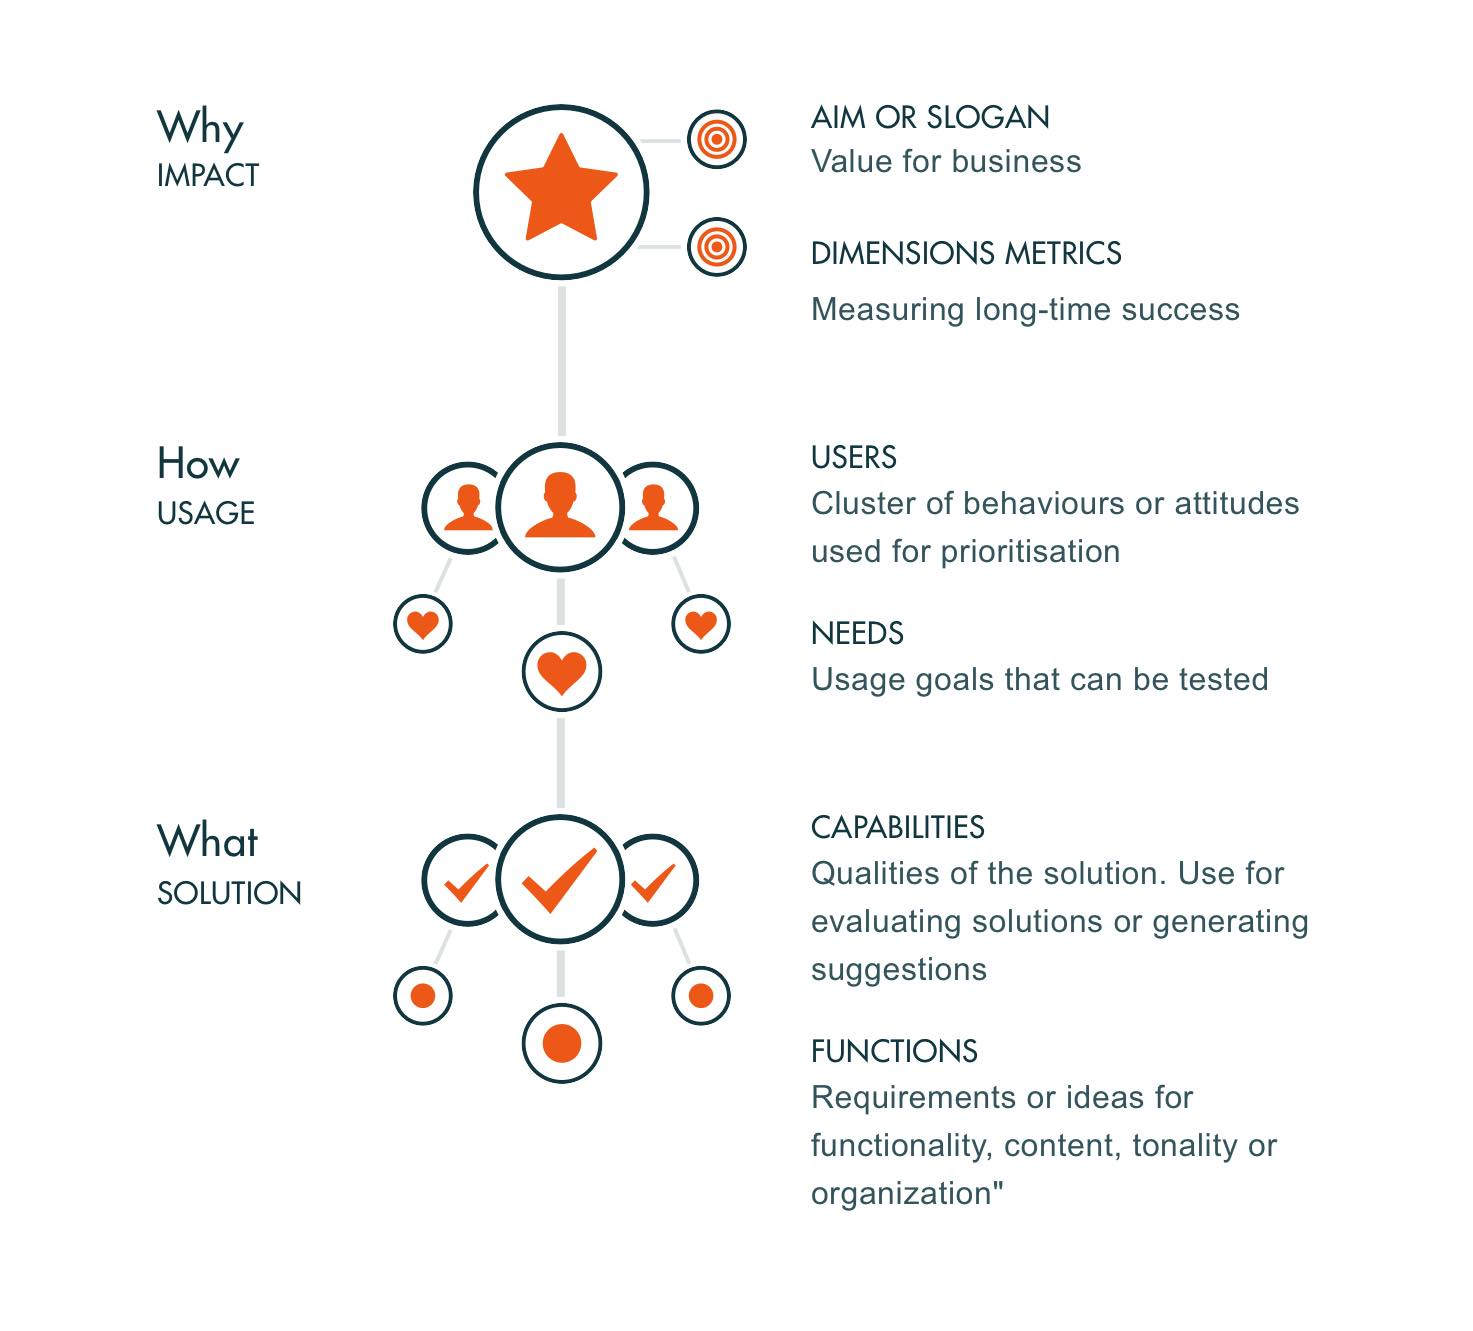 Why
IMPACT
AIM OR SLOGAN
Value for business
DIMENSIONS METRICS
Measuring long-time success
How
USAGE
USERS
Cluster of behaviours or attitudes
used for prioritisation
NEEDS
Usage goals that can be tested
What
SOLUTION
CAPABILITIES
Qualities of the solution. Use for
evaluating solutions or generating
suggestions
FUNCTIONS
Requirements or ideas for
functionality, content, tonality or
organization"